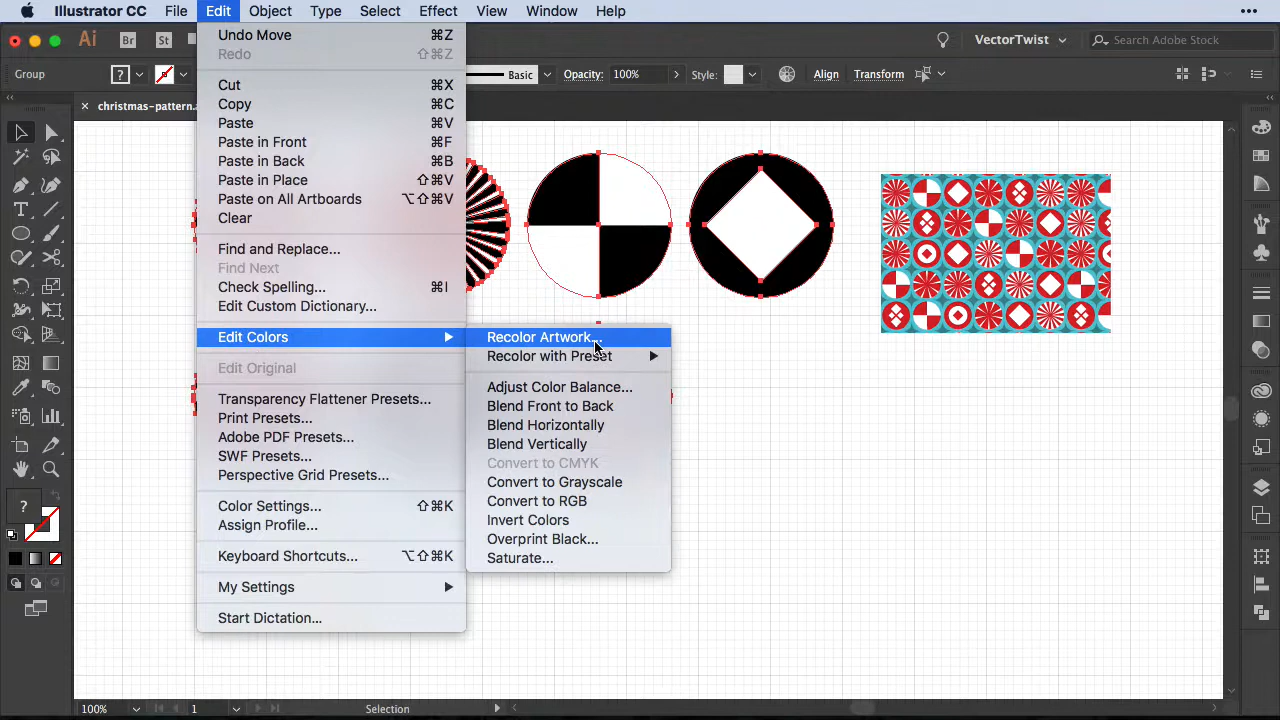 Illustrator CC File Edit Object Type Select Effect View Window Help •••
Ai Br St VectorTwist Search Adobe Stock
Group ? Basic Opacity: 100% Style: Align Transform
× christmas-pattern.a
Undo Move ⌘Z
Redo ⇧⌘Z
Cut ⌘X
Copy ⌘C
Paste ⌘V
Paste in Front ⌘F
Paste in Back ⌘B
Paste in Place ⇧⌘V
Paste on All Artboards ⌥⇧⌘V
Clear
Find and Replace...
Find Next
Check Spelling... ⌘I
Edit Custom Dictionary...
Edit Colors
Edit Original
Transparency Flattener Presets...
Print Presets...
Adobe PDF Presets...
SWF Presets...
Perspective Grid Presets...
Color Settings... ⇧⌘K
Assign Profile...
Keyboard Shortcuts... ⌥⇧⌘K
My Settings
Start Dictation...
Recolor Artwork...
Recolor with Preset
Adjust Color Balance...
Blend Front to Back
Blend Horizontally
Blend Vertically
Convert to CMYK
Convert to Grayscale
Convert to RGB
Invert Colors
Overprint Black...
Saturate...
?
100% 1 Selection